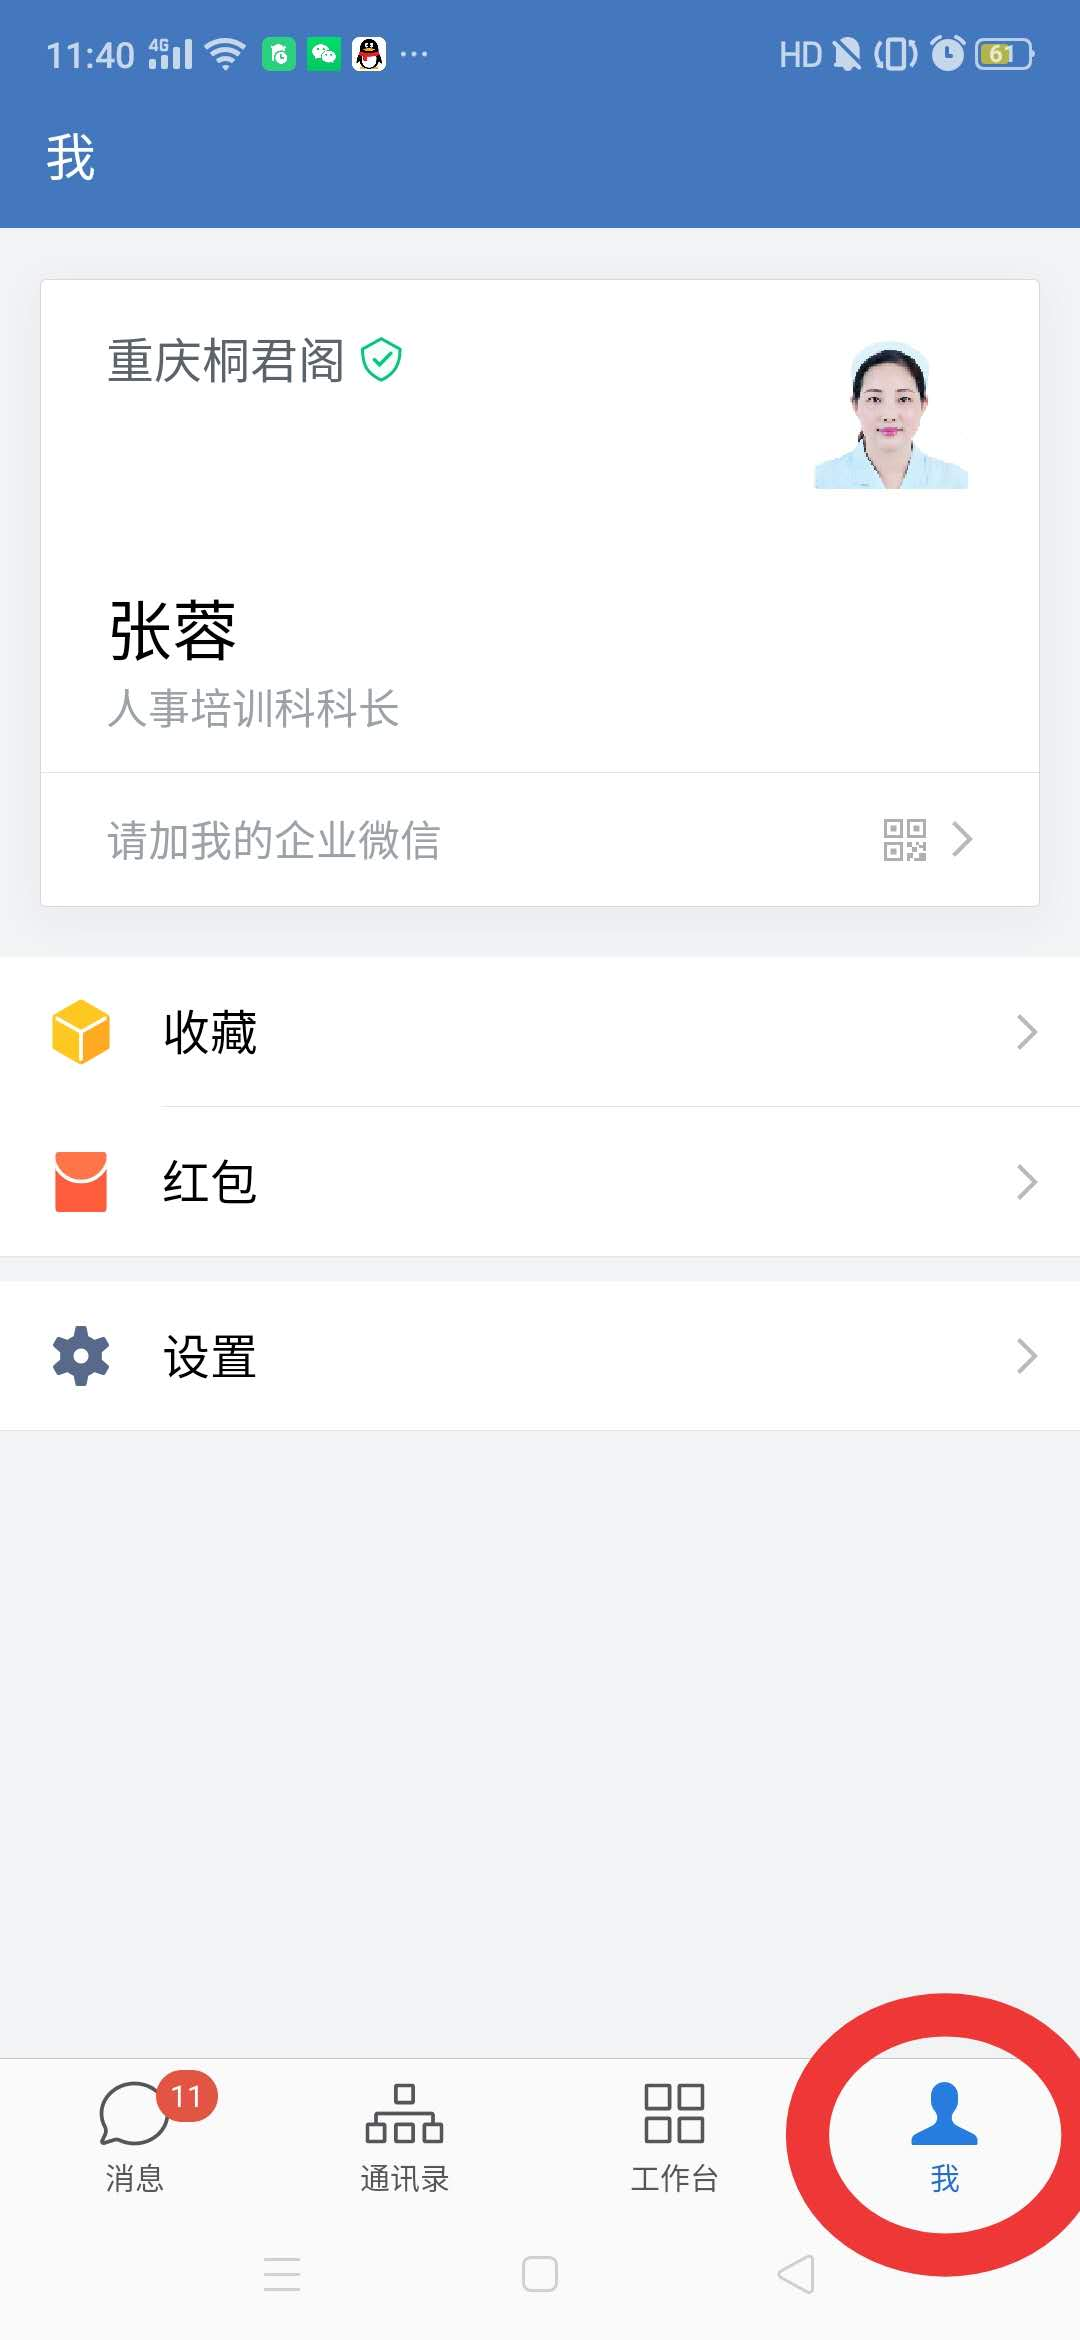 11:40 4G HD 61
我
重庆桐君阁
张蓉
人事培训科科长
请加我的企业微信
收藏
红包
设置
11
消息 通讯录 工作台 我